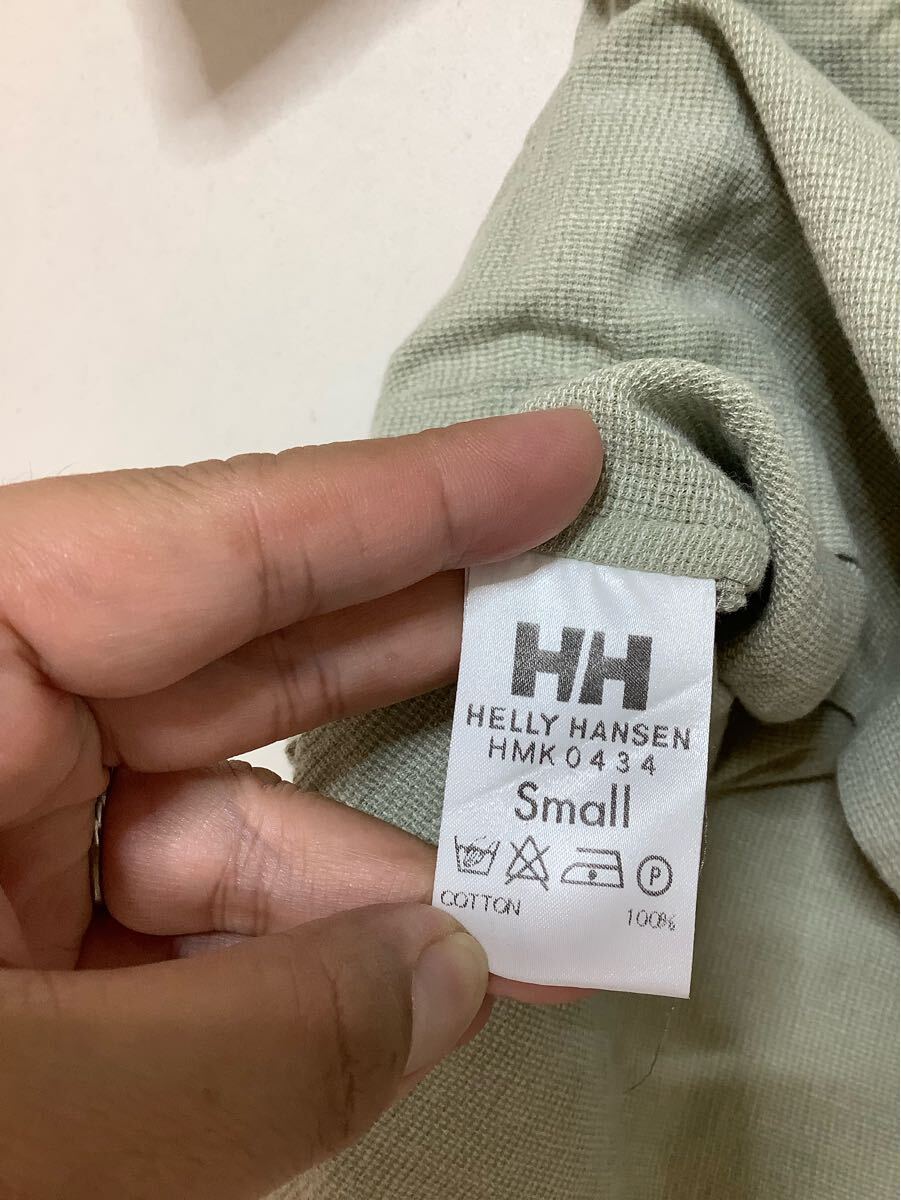 HH
HELLY HANSEN
HMK0434
Small
P
COTTON 100%